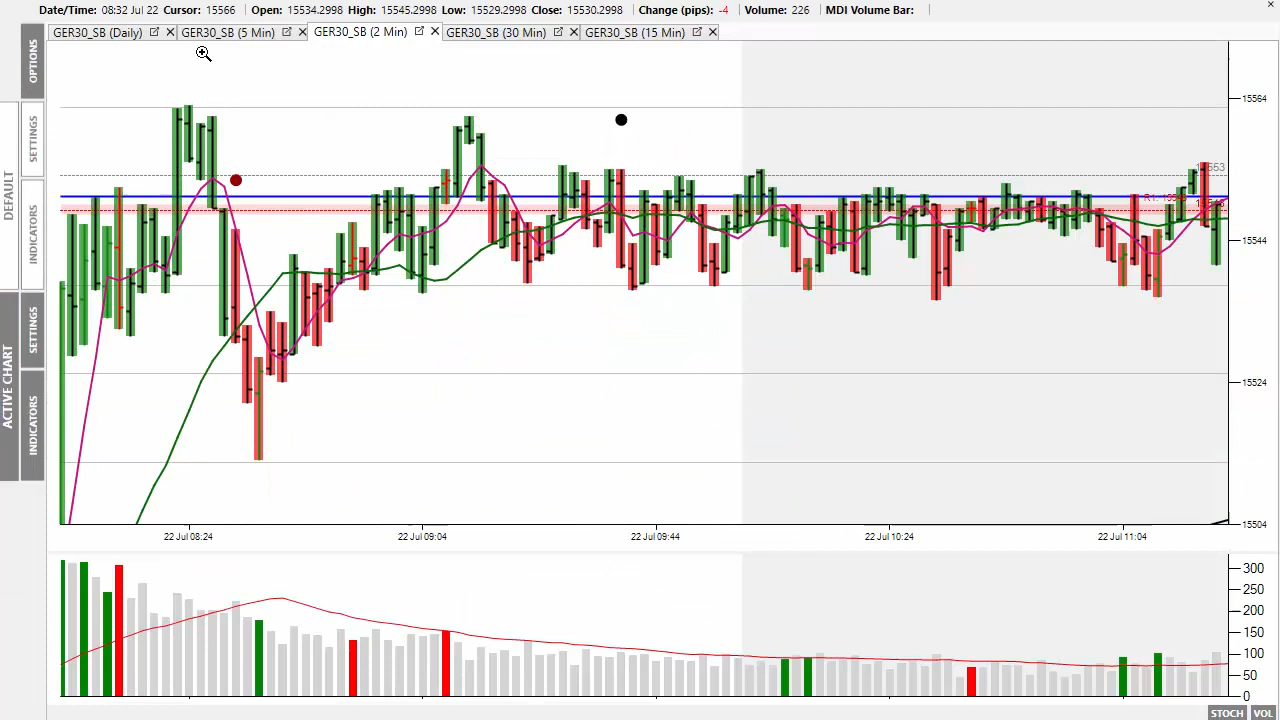 Date/Time: 08:32 Jul 22 Cursor: 15566 Open: 15534.2998 High: 15545.2998 Low: 15529.2998 Close: 15530.2998 Change (pips): -4 Volume: 226 MDI Volume Bar:
GER30_SB (Daily) GER30_SB (5 Min) GER30_SB (2 Min) GER30_SB (30 Min) GER30_SB (15 Min)
OPTIONS
SETTINGS
DEFAULT
INDICATORS
SETTINGS
ACTIVE CHART
INDICATORS
15564
15544
15524
15504
22 Jul 08:24 22 Jul 09:04 22 Jul 09:44 22 Jul 10:24 22 Jul 11:04
300
250
200
150
100
50
0
STOCH VOL